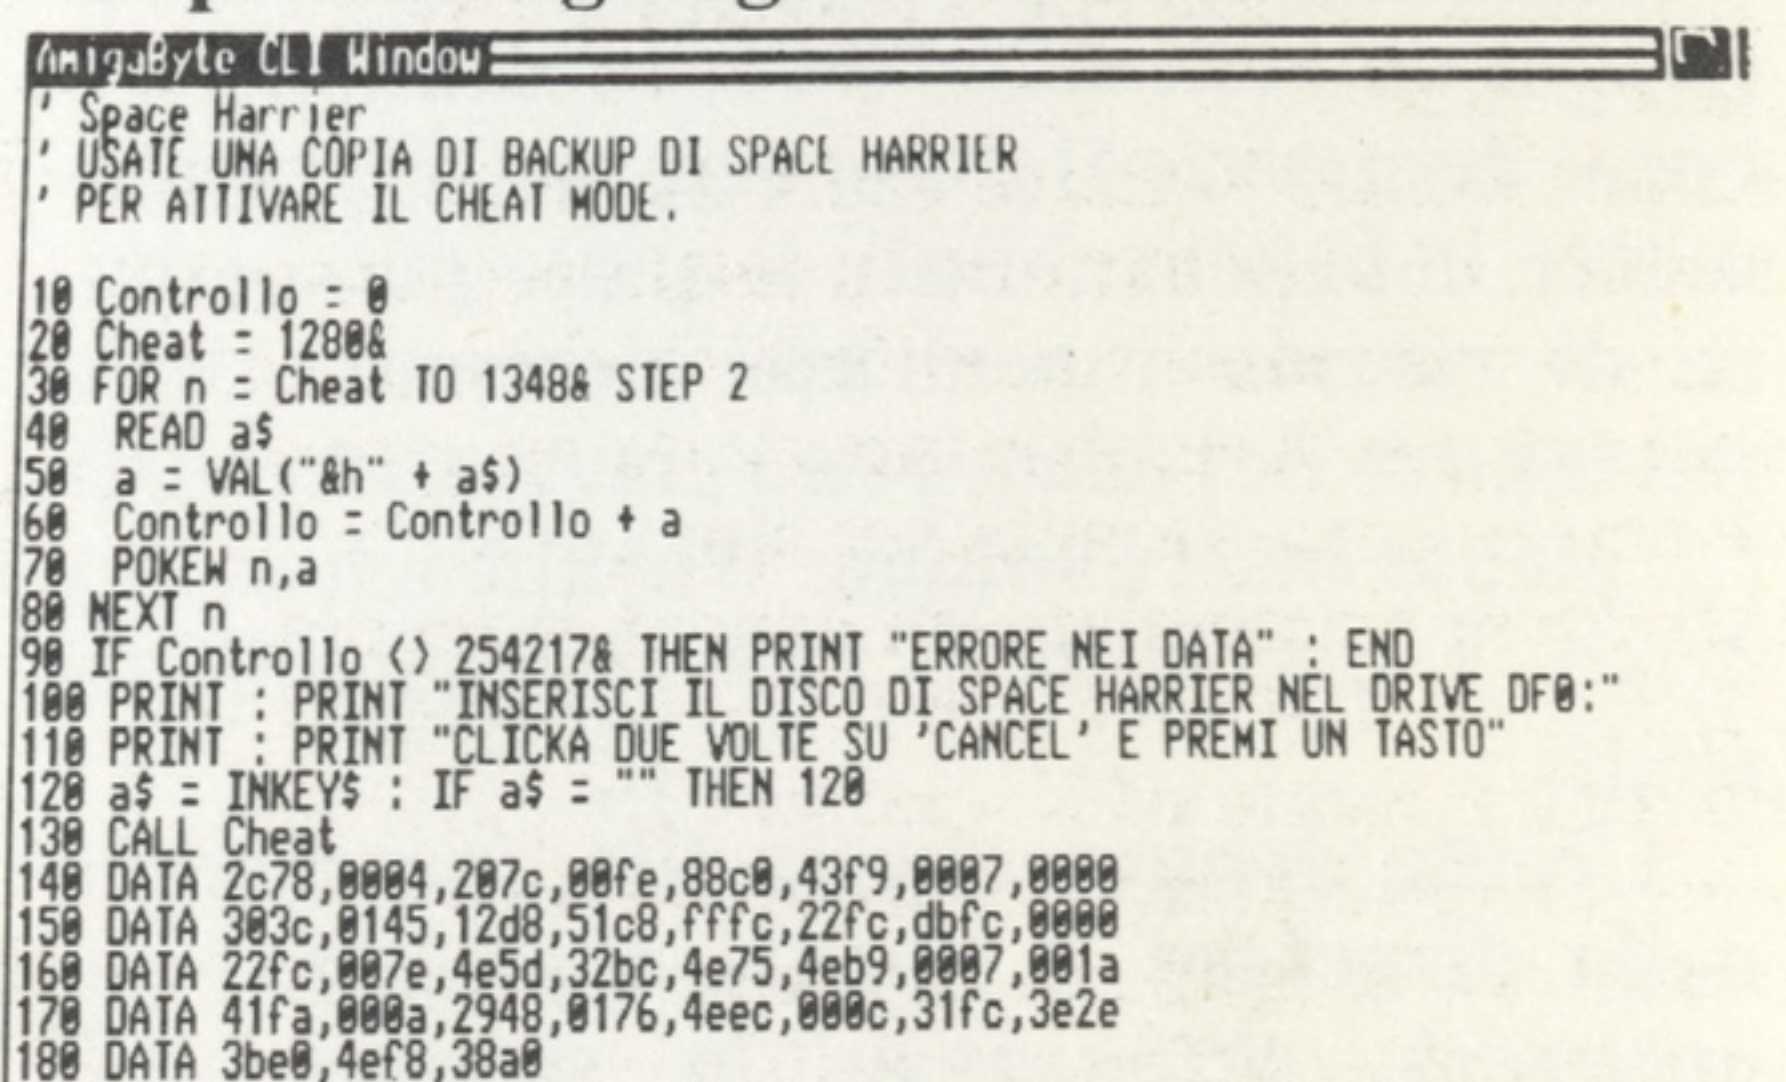 AmigaByte CLI Window
' Space Harrier
' USATE UNA COPIA DI BACKUP DI SPACE HARRIER
' PER ATTIVARE IL CHEAT MODE.
10 Controllo = 0
20 Cheat = 1280&
30 FOR n = Cheat TO 1348& STEP 2
40 READ a$
50 a = VAL("&h" + a$)
60 Controllo = Controllo + a
70 POKEW n,a
80 NEXT n
90 IF Controllo <> 254217& THEN PRINT "ERRORE NEI DATA" : END
100 PRINT : PRINT "INSERISCI IL DISCO DI SPACE HARRIER NEL DRIVE DF0:"
110 PRINT : PRINT "CLICKA DUE VOLTE SU 'CANCEL' E PREMI UN TASTO"
120 a$ = INKEY$ : IF a$ = "" THEN 120
130 CALL Cheat
140 DATA 2c78,0004,207c,00fe,88c0,43f9,0007,0000
150 DATA 303c,0145,12d8,51c8,fffc,22fc,dbfc,0000
160 DATA 22fc,007e,4e5d,32bc,4e75,4eb9,0007,001a
170 DATA 41fa,000a,2948,0176,4eec,000c,31fc,3e2e
180 DATA 3be0,4ef8,38a0